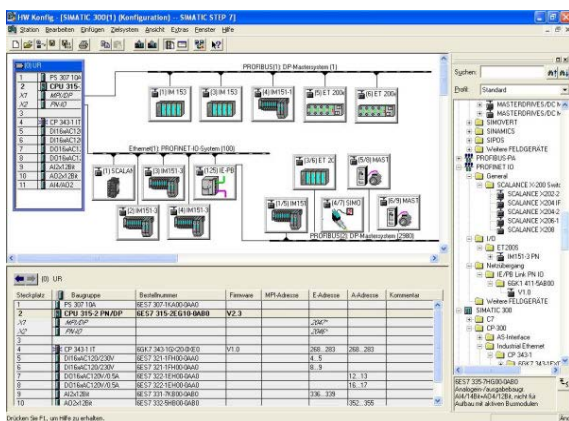 HW Konfig - [SIMATIC 300(1) (Konfiguration) -- SIMATIC STEP 7]
Station Bearbeiten Einfügen Zielsystem Ansicht Extras Fenster Hilfe
(0) UR
1 PS 307 10A
2 CPU 315-
X1 MPI/DP
X2 PN-IO
3
4 CP 343-1 IT
5 DI16xAC12
6 DI16xAC12
7 DO16xAC12
8 DO16xAC12
9 AI2x12Bit
10 AO2x12Bit
11 AI4/AO2
PROFIBUS(1): DP-Mastersystem (1)
(1) IM 153
(3) IM 153
(4) IM151-1
(5) ET 200
(6) ET 200
Ethernet(1): PROFINET-IO-System (100)
(1) SCALAN
(3) IM151-3
(125) IE-PB
(2) IM151-3
(4) IM151-3
(3/6) ET 2
(5/8) MAST
(1/5) IM151
(4/7) SIMO
(6/9) MAST
PROFIBUS(2): DP-Mastersystem (2980)
Suchen:
Profil: Standard
MASTERDRIVES/DC M
MASTERDRIVES/DC M
SIMOVERT
SINAMICS
SIPOS
Weitere FELDGERÄTE
PROFIBUS-PA
PROFINET IO
General
SCALANCE X-200 Switc
SCALANCE X202-2
SCALANCE X204 IF
SCALANCE X204-2
SCALANCE X206-1
SCALANCE X208
I/O
ET200S
IM151-3 PN
Netzübergang
IE/PB Link PN IO
6GK1 411-5AB00
V1.0
Weitere FELDGERÄTE
SIMATIC 300
C7
CP-300
AS-Interface
Industrial Ethernet
CP 343-1
6ES7 335-7HG00-0AB0
Analogein-/ausgabebaugr.
AI4/14Bit+AO4/12Bit, nicht für
Aufbau mit aktiven Busmodulen
(0) UR
Steckplatz Baugruppe Bestellnummer Firmware MPI-Adresse E-Adresse A-Adresse Kommentar
1 PS 307 10A 6ES7 307-1KA00-0AA0
2 CPU 315-2 PN/DP 6ES7 315-2EG10-0AB0 V2.3
X1 MPI/DP 2047*
X2 PN-IO 2046*
3
4 CP 343-1 IT V1.0 268...283 268...283
5 DI16xAC120/230V 6ES7 321-1FH00-0AA0 4...5
6 DI16xAC120/230V 6ES7 321-1FH00-0AA0 8...9
7 DO16xAC120V/0.5A 6ES7 322-1EH00-0AA0 12...13
8 DO16xAC120V/0.5A 6ES7 322-1EH00-0AA0 16...17
9 AI2x12Bit 6ES7 331-7KB00-0AB0 336...339
10 AO2x12Bit 6ES7 332-5HB00-0AB0 352...355
Drücken Sie F1, um Hilfe zu erhalten.